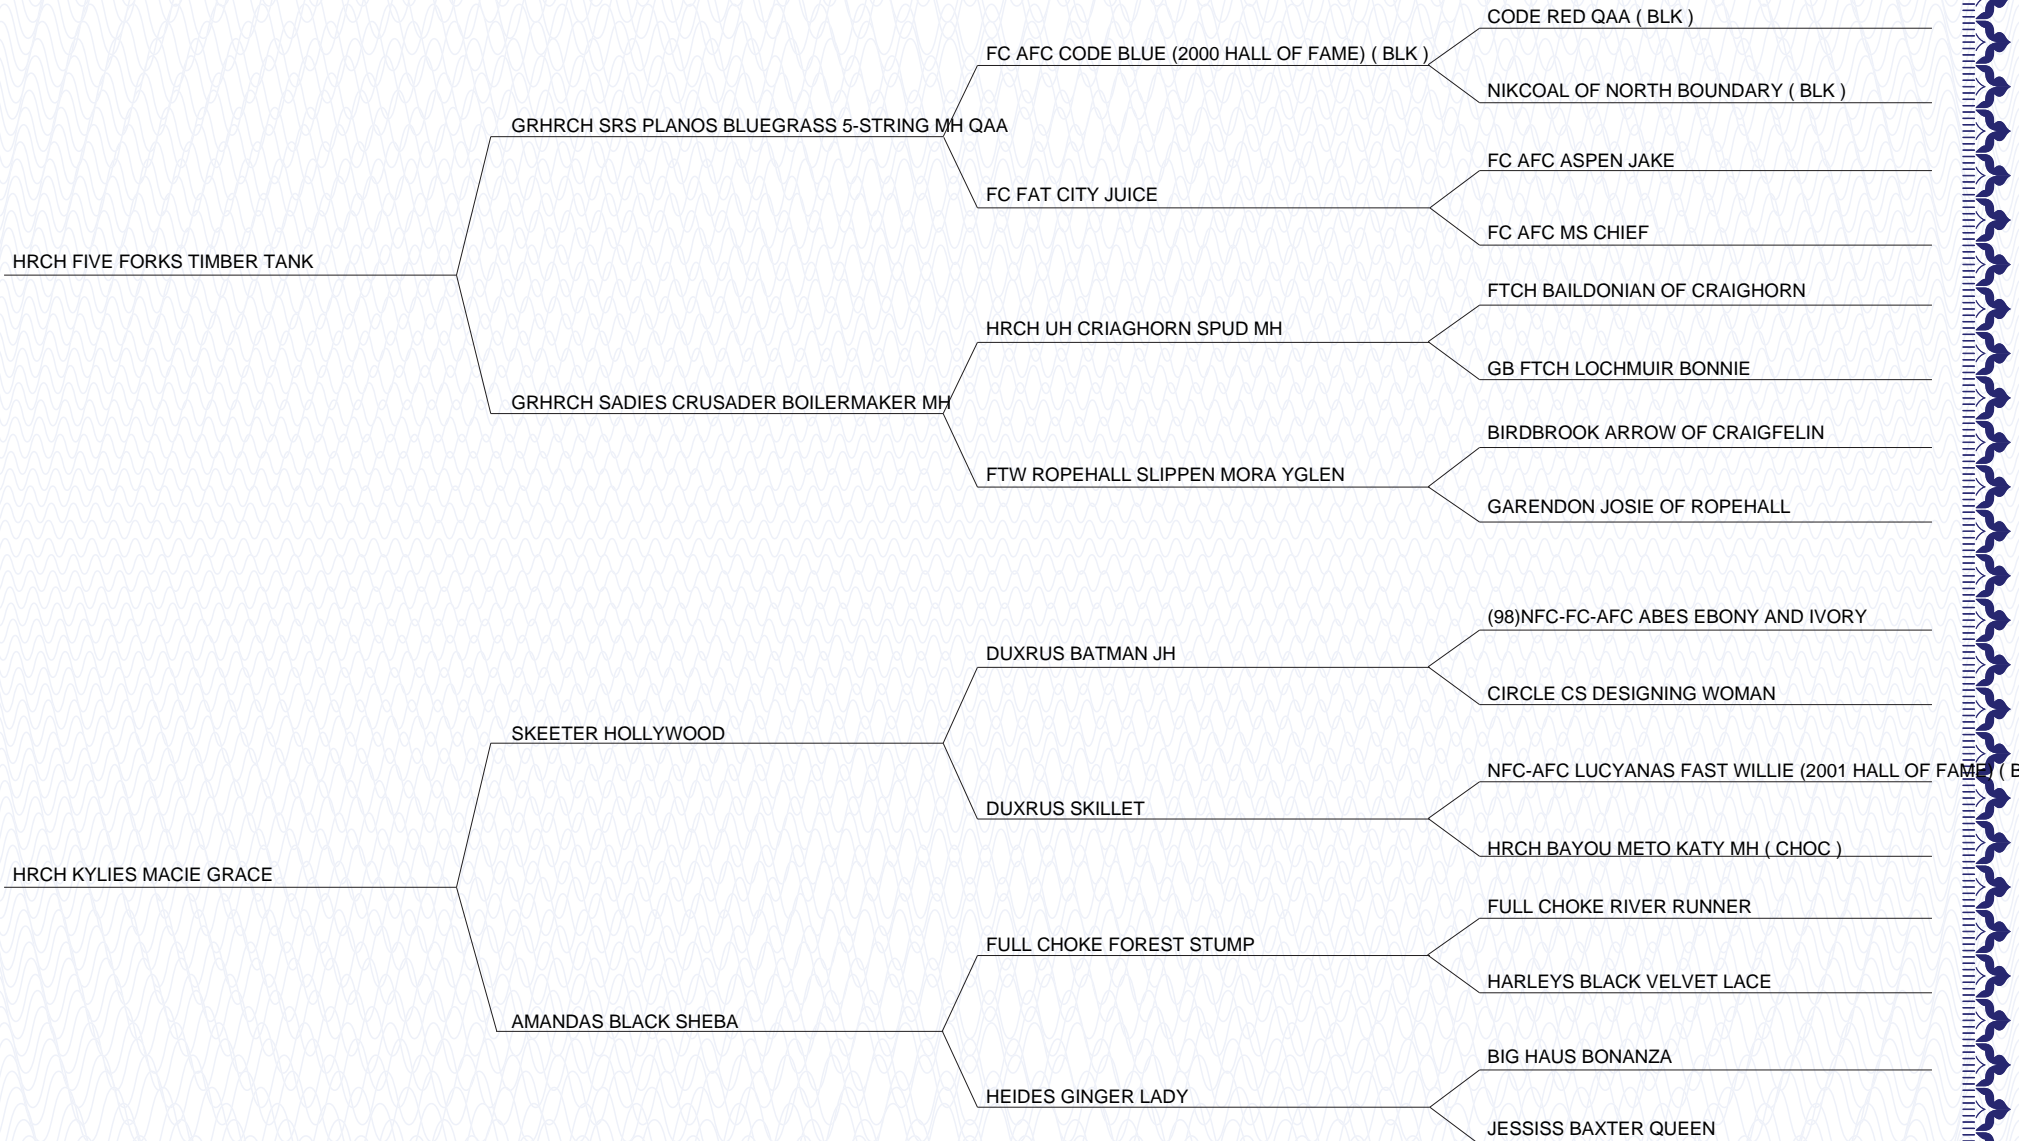 CODE RED QAA ( BLK )
FC AFC CODE BLUE (2000 HALL OF FAME) ( BLK )
NIKCOAL OF NORTH BOUNDARY ( BLK )
GRHRCH SRS PLANOS BLUEGRASS 5-STRING MH QAA
FC AFC ASPEN JAKE
FC FAT CITY JUICE
FC AFC MS CHIEF
HRCH FIVE FORKS TIMBER TANK
FTCH BAILDONIAN OF CRAIGHORN
HRCH UH CRIAGHORN SPUD MH
GB FTCH LOCHMUIR BONNIE
GRHRCH SADIES CRUSADER BOILERMAKER MH
BIRDBROOK ARROW OF CRAIGFELIN
FTW ROPEHALL SLIPPEN MORA YGLEN
GARENDON JOSIE OF ROPEHALL
(98)NFC-FC-AFC ABES EBONY AND IVORY
DUXRUS BATMAN JH
CIRCLE CS DESIGNING WOMAN
SKEETER HOLLYWOOD
NFC-AFC LUCYANAS FAST WILLIE (2001 HALL OF FAME) ( B
DUXRUS SKILLET
HRCH BAYOU METO KATY MH ( CHOC )
HRCH KYLIES MACIE GRACE
FULL CHOKE RIVER RUNNER
FULL CHOKE FOREST STUMP
HARLEYS BLACK VELVET LACE
AMANDAS BLACK SHEBA
BIG HAUS BONANZA
HEIDES GINGER LADY
JESSISS BAXTER QUEEN